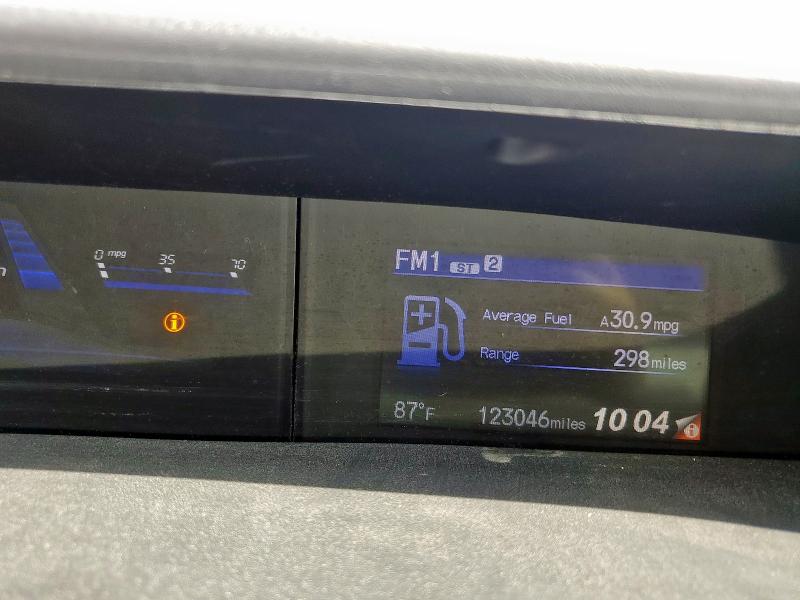 0 mpg 35 70
FM1 ST 2
Average Fuel A30.9mpg
Range 298miles
87°F 123046miles 10 04